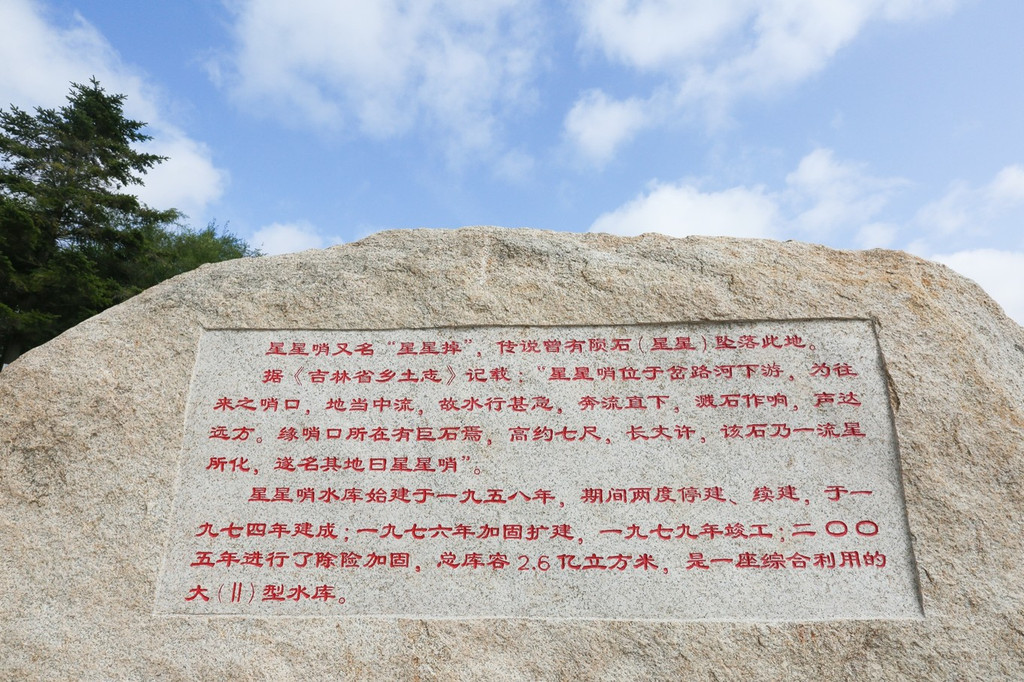 星星哨又名“星星掉”，传说曾有陨石（星星）坠落此地。
据《吉林省乡土志》记载：“星星哨位于岔路河下游，为往
来之哨口，地当中流，故水行甚急，奔流直下，溅石作响，声达
远方。缘哨口所在有巨石焉，高约七尺，长丈许，该石乃一流星
所化，遂名其地曰星星哨”。
星星哨水库始建于一九五八年，期间两度停建、续建，于一
九七四年建成；一九七六年加固扩建，一九七九年竣工；二〇〇
五年进行了除险加固，总库容2.6亿立方米，是一座综合利用的
大（Ⅱ）型水库。